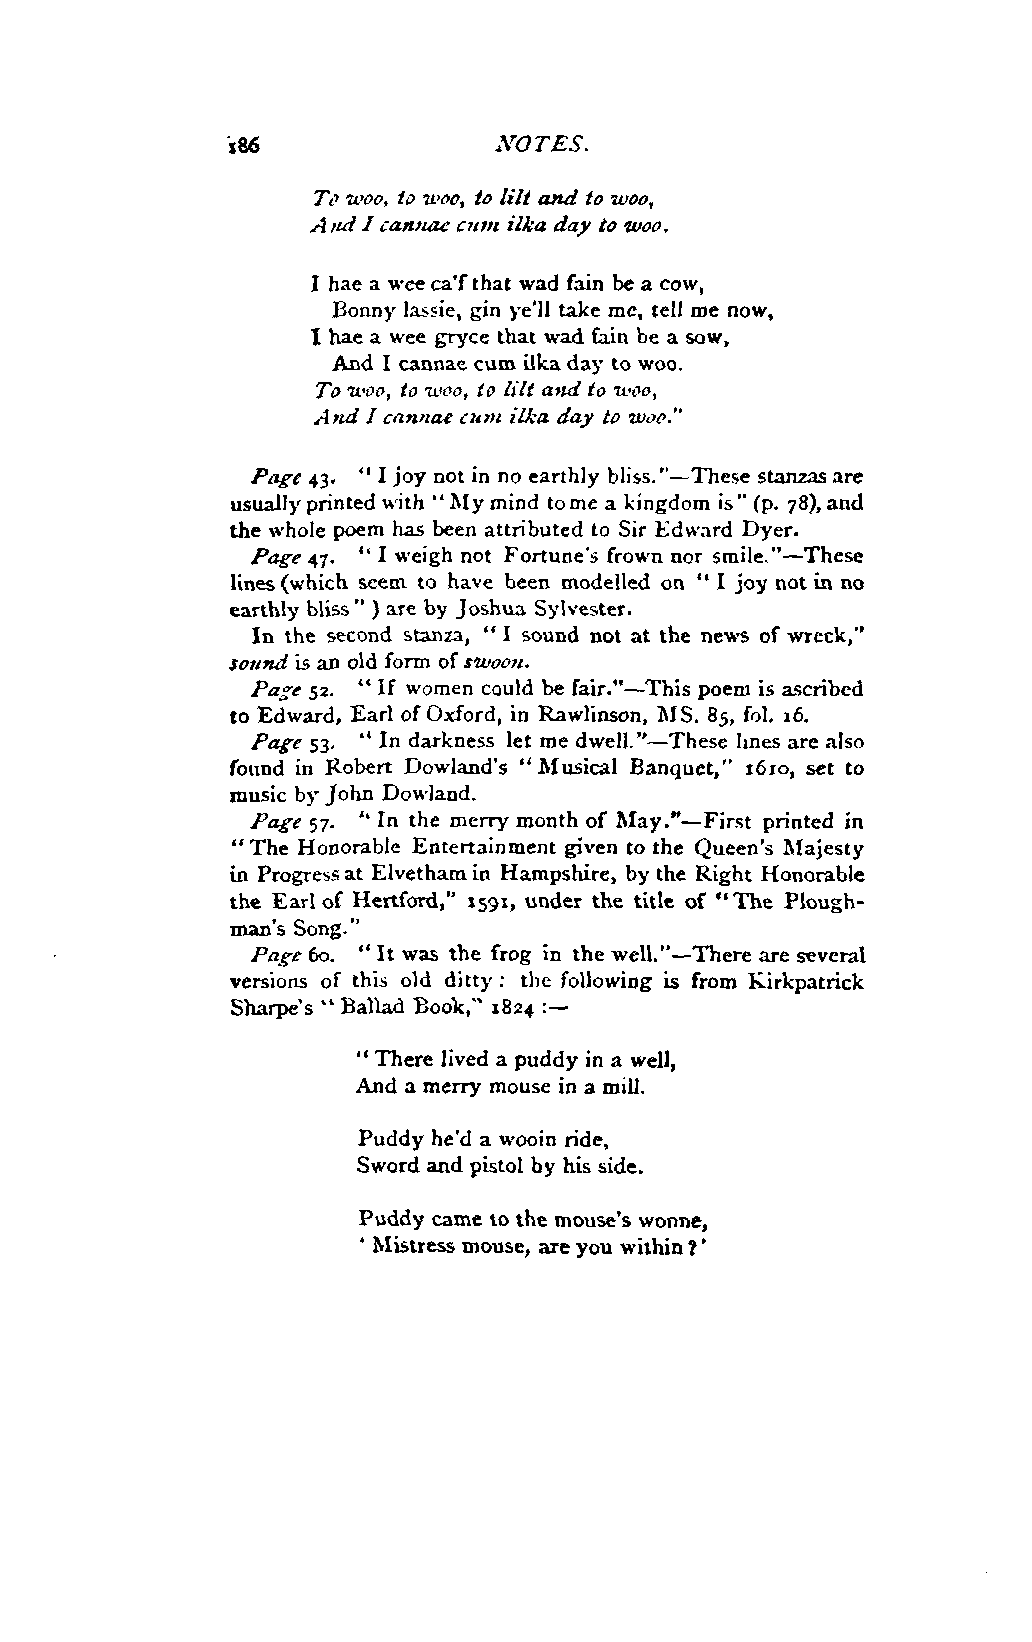 186 NOTES.
To woo, to woo, to lilt and to woo,
And I cannae cum ilka day to woo.
I hae a wee ca'f that wad fain be a cow,
Bonny lassie, gin ye'll take me, tell me now,
I hae a wee gryce that wad fain be a sow,
And I cannae cum ilka day to woo.
To woo, to woo, to lilt and to woo,
And I cannae cum ilka day to woo."
Page 43. "I joy not in no earthly bliss."—These stanzas are
usually printed with "My mind to me a kingdom is" (p. 78), and
the whole poem has been attributed to Sir Edward Dyer.
Page 47. "I weigh not Fortune's frown nor smile."—These
lines (which seem to have been modelled on "I joy not in no
earthly bliss") are by Joshua Sylvester.
In the second stanza, "I sound not at the news of wreck,"
sound is an old form of swoon.
Page 52. "If women could be fair."—This poem is ascribed
to Edward, Earl of Oxford, in Rawlinson, MS. 85, fol. 16.
Page 53. "In darkness let me dwell."—These lines are also
found in Robert Dowland's "Musical Banquet," 1610, set to
music by John Dowland.
Page 57. "In the merry month of May."—First printed in
"The Honorable Entertainment given to the Queen's Majesty
in Progress at Elvetham in Hampshire, by the Right Honorable
the Earl of Hertford," 1591, under the title of "The Plough-
man's Song."
Page 60. "It was the frog in the well."—There are several
versions of this old ditty: the following is from Kirkpatrick
Sharpe's "Ballad Book," 1824:—
"There lived a puddy in a well,
And a merry mouse in a mill.
Puddy he'd a wooin ride,
Sword and pistol by his side.
Puddy came to the mouse's wonne,
'Mistress mouse, are you within?'